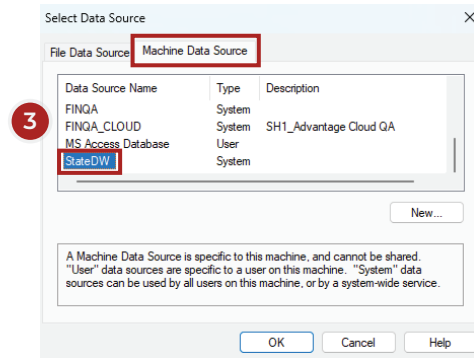 Select Data Source
File Data Source Machine Data Source
Data Source Name Type Description
FINQA System
FINQA_CLOUD System SH1_Advantage Cloud QA
3
MS Access Database User
StateDW System
New...
A Machine Data Source is specific to this machine, and cannot be shared.
"User" data sources are specific to a user on this machine. "System" data
sources can be used by all users on this machine, or by a system-wide service.
OK Cancel Help